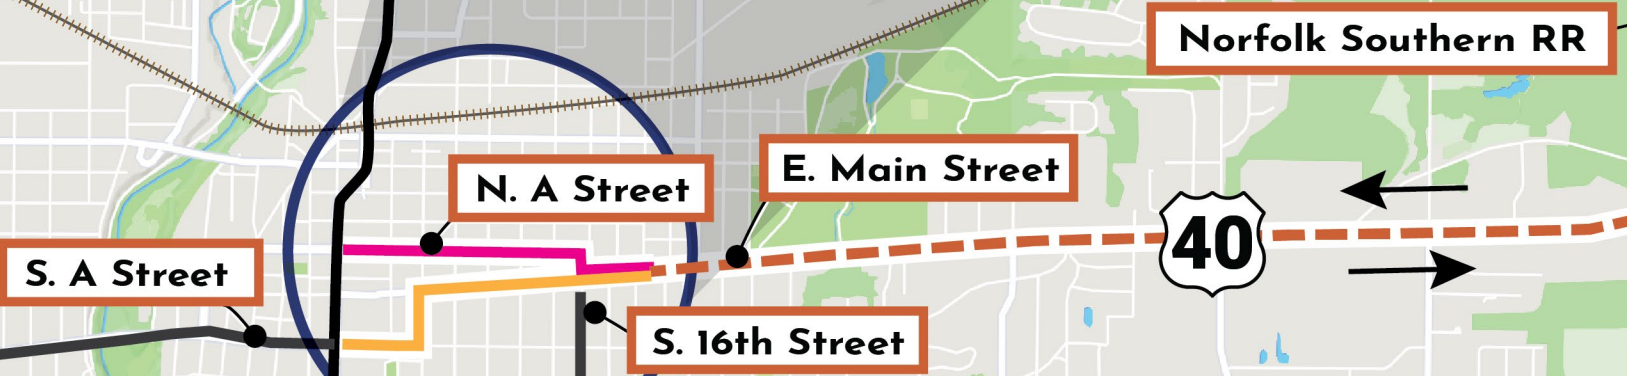 Norfolk Southern RR
E. Main Street
N. A Street
40
S. A Street
S. 16th Street